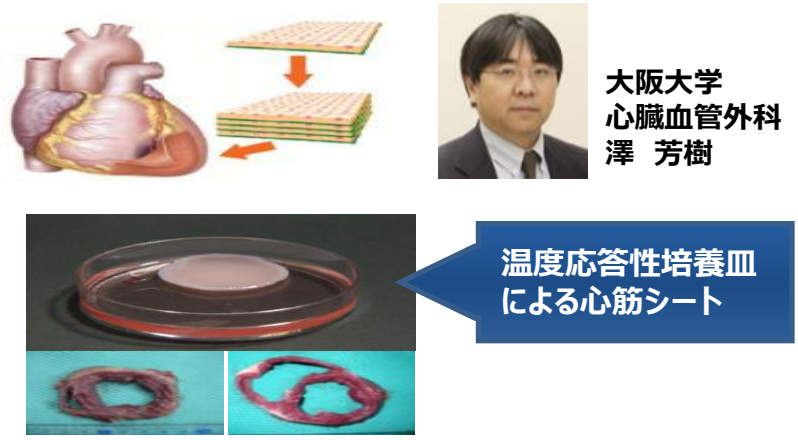 大阪大学
心臓血管外科
澤 芳樹
温度応答性培養皿
による心筋シート